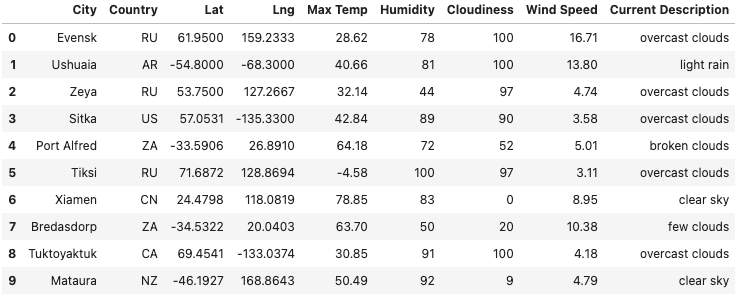 City Country Lat Lng Max Temp Humidity Cloudiness Wind Speed Current Description
0 Evensk RU 61.9500 159.2333 28.62 78 100 16.71 overcast clouds
1 Ushuaia AR -54.8000 -68.3000 40.66 81 100 13.80 light rain
2 Zeya RU 53.7500 127.2667 32.14 44 97 4.74 overcast clouds
3 Sitka US 57.0531 -135.3300 42.84 89 90 3.58 overcast clouds
4 Port Alfred ZA -33.5906 26.8910 64.18 72 52 5.01 broken clouds
5 Tiksi RU 71.6872 128.8694 -4.58 100 97 3.11 overcast clouds
6 Xiamen CN 24.4798 118.0819 78.85 83 0 8.95 clear sky
7 Bredasdorp ZA -34.5322 20.0403 63.70 50 20 10.38 few clouds
8 Tuktoyaktuk CA 69.4541 -133.0374 30.85 91 100 4.18 overcast clouds
9 Mataura NZ -46.1927 168.8643 50.49 92 9 4.79 clear sky